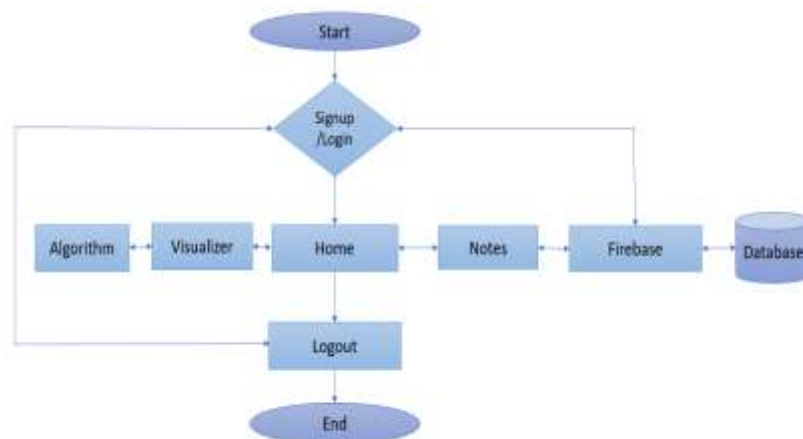 Start
Signup
/Login
Algorithm
Visualizer
Home
Notes
Firebase
Database
Logout
End